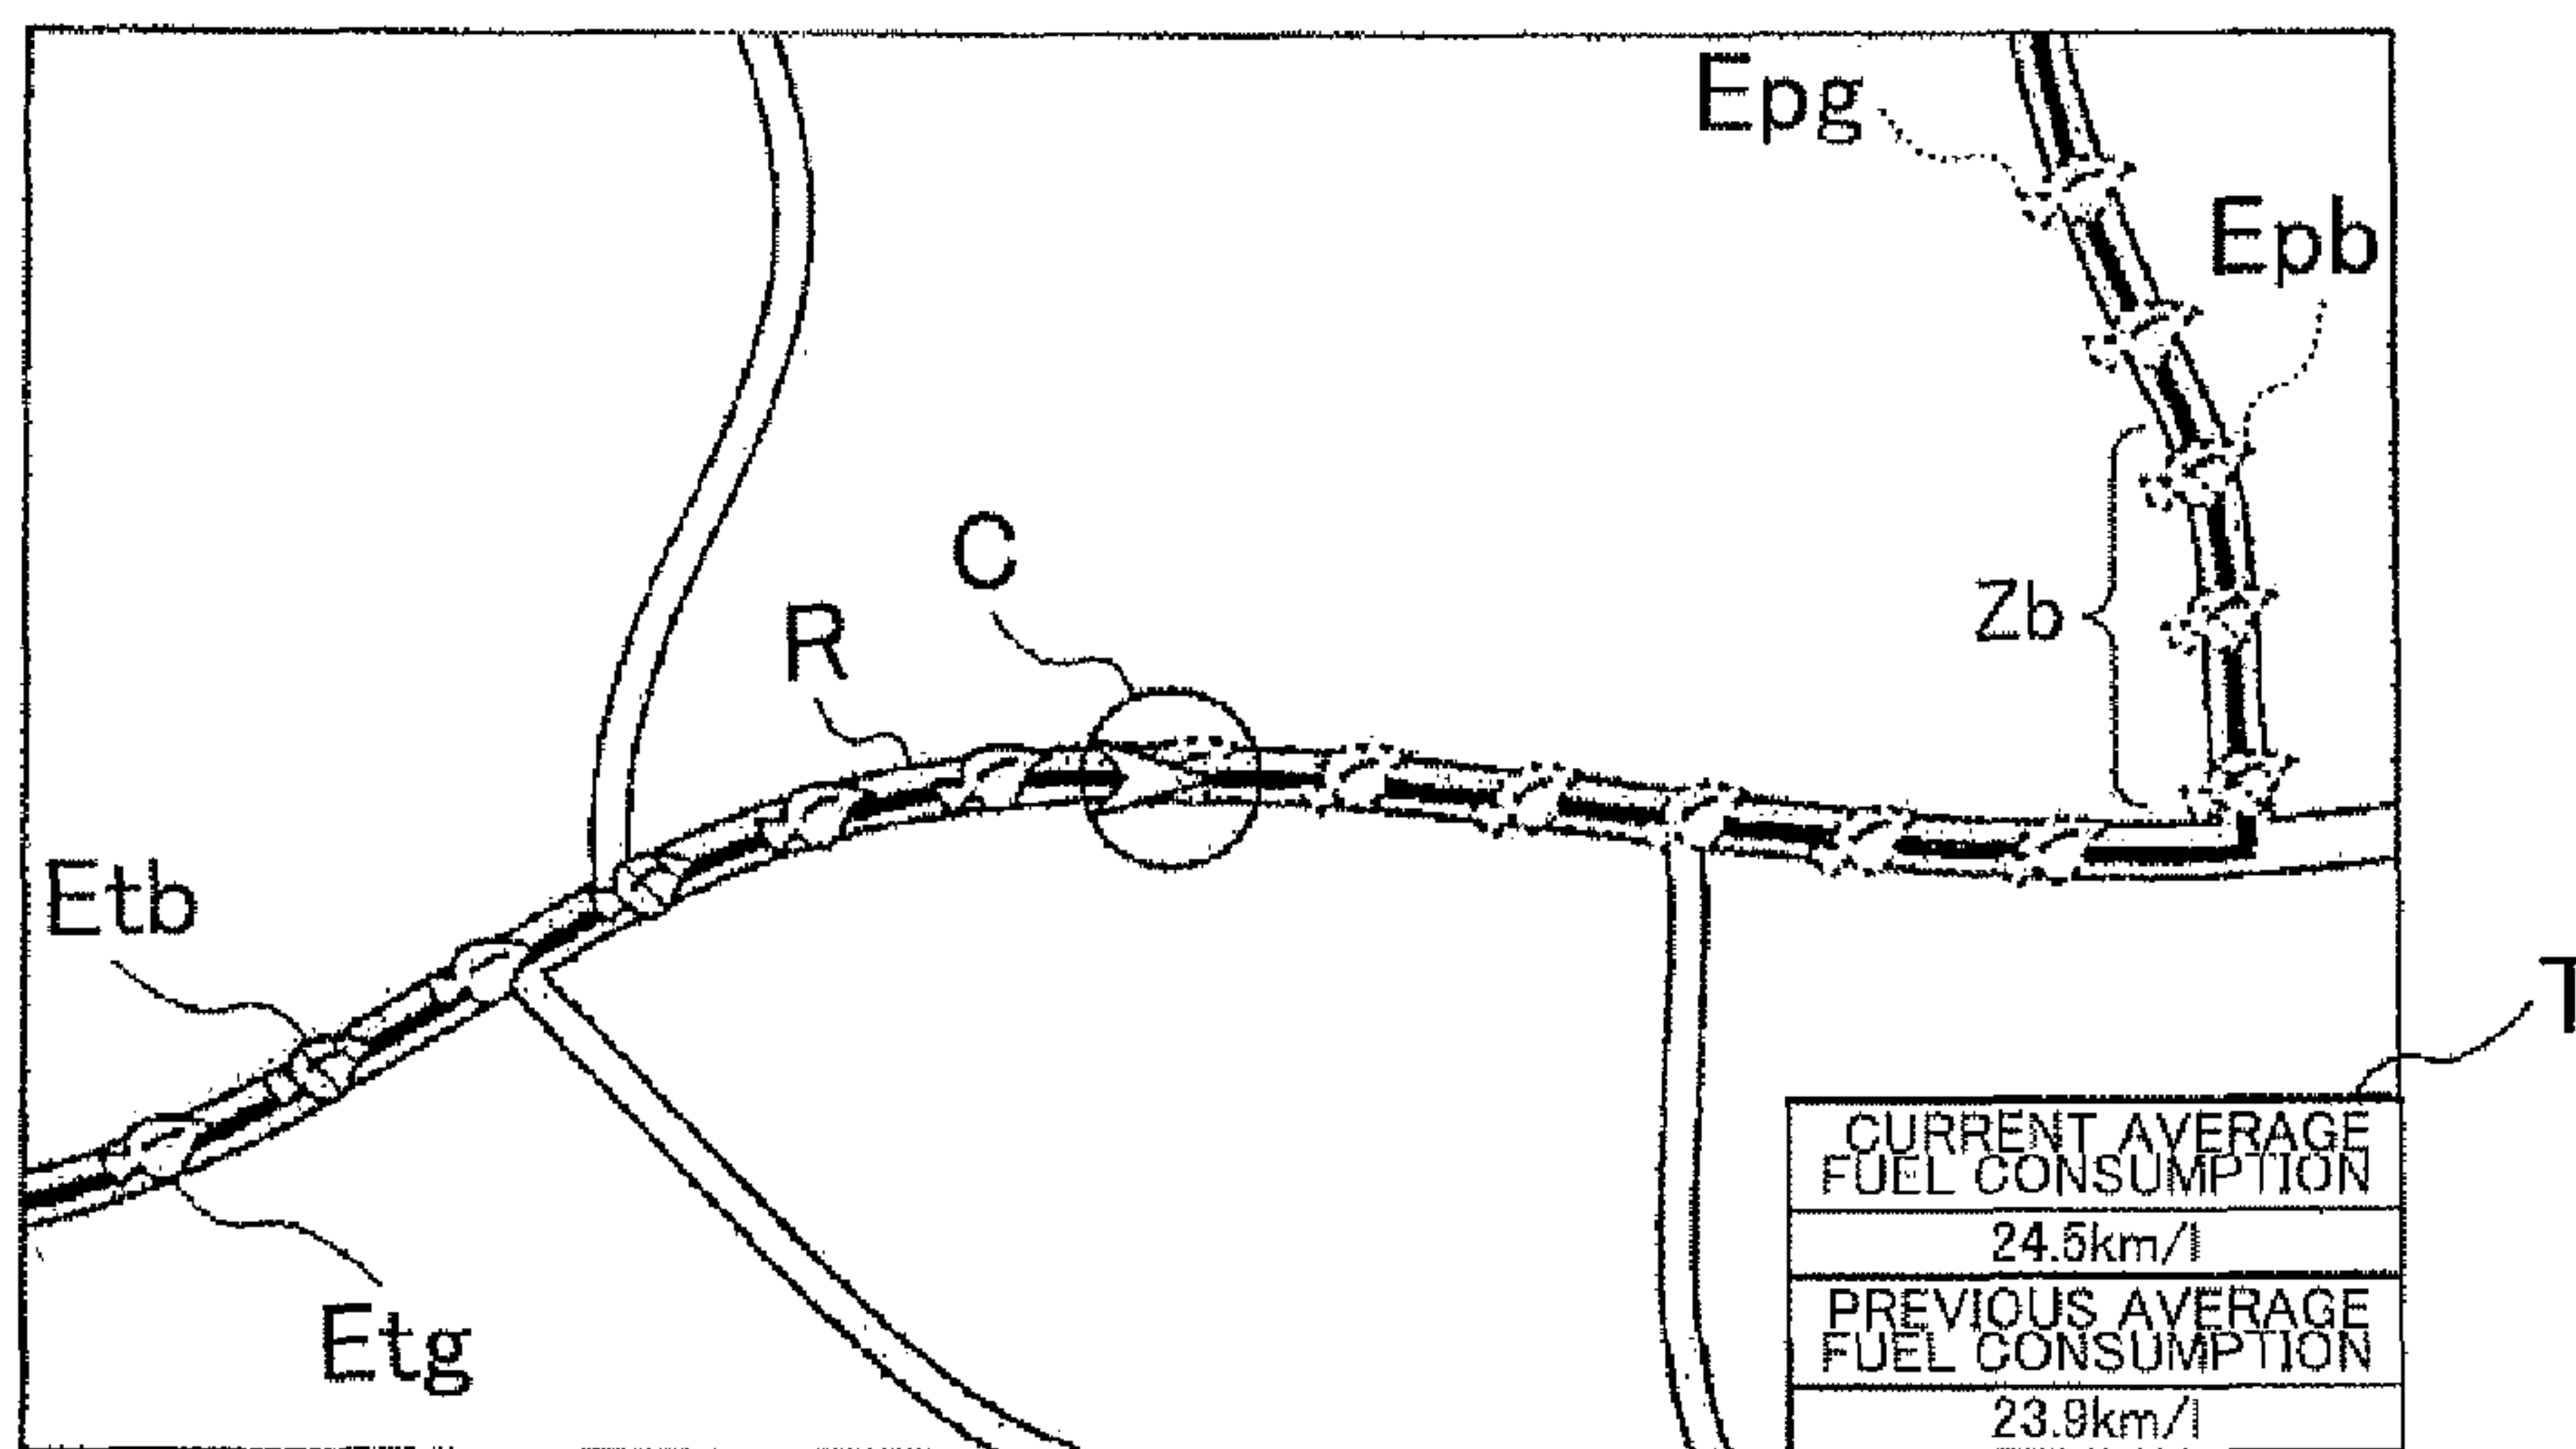 Epg
Epb
C
R
Zb
Etb
T
Etg
CURRENT AVERAGE
FUEL CONSUMPTION
24.5km/l
PREVIOUS AVERAGE
FUEL CONSUMPTION
23.9km/l